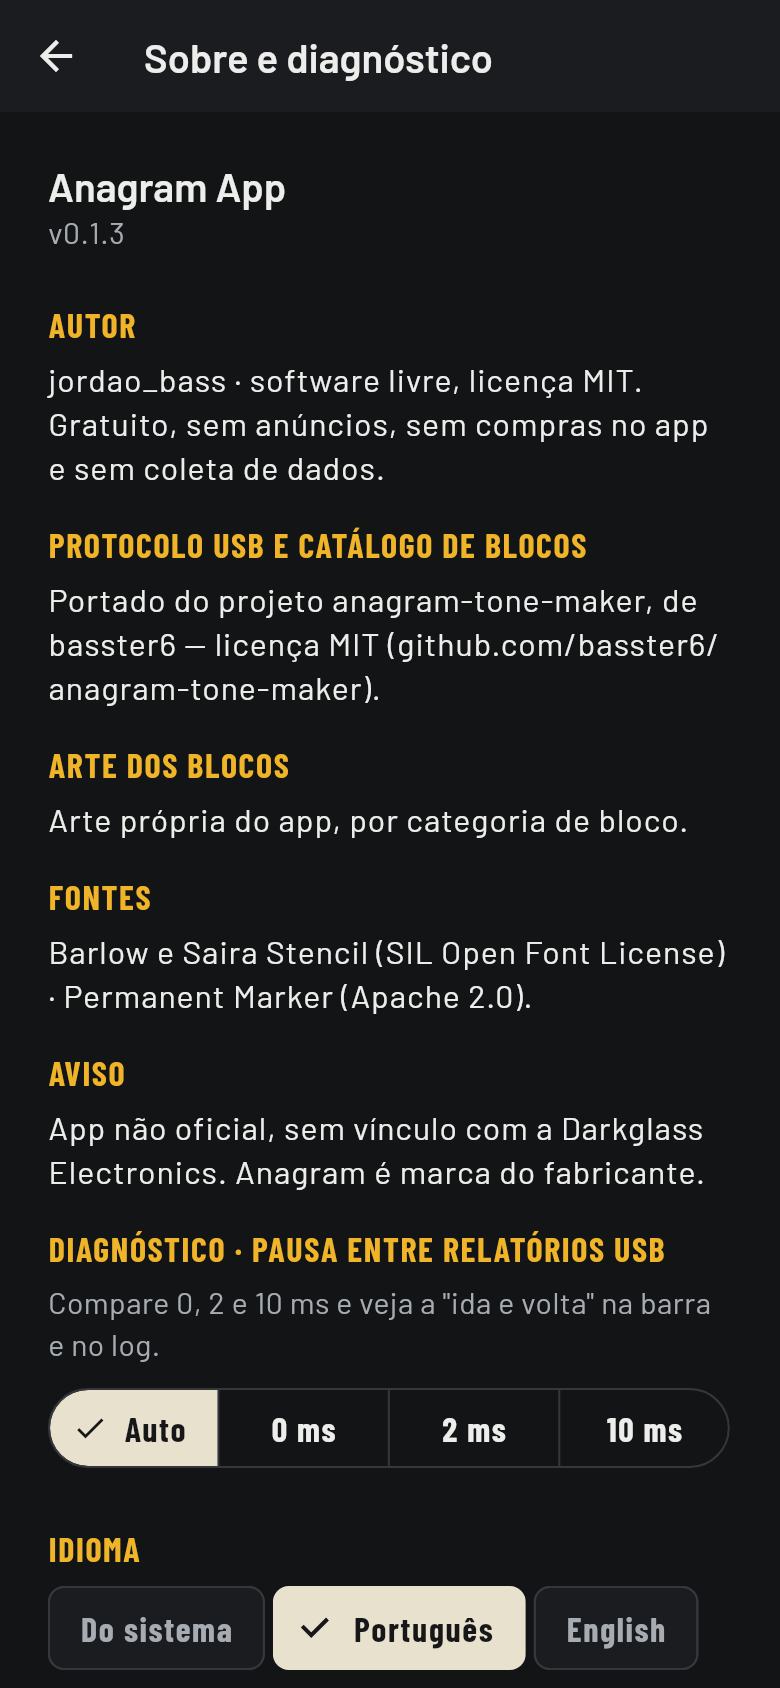 Sobre e diagnóstico
Anagram App
v0.1.3
AUTOR
jordao_bass · software livre, licença MIT.
Gratuito, sem anúncios, sem compras no app
e sem coleta de dados.
PROTOCOLO USB E CATÁLOGO DE BLOCOS
Portado do projeto anagram-tone-maker, de
basster6 — licença MIT (github.com/basster6/
anagram-tone-maker).
ARTE DOS BLOCOS
Arte própria do app, por categoria de bloco.
FONTES
Barlow e Saira Stencil (SIL Open Font License)
· Permanent Marker (Apache 2.0).
AVISO
App não oficial, sem vínculo com a Darkglass
Electronics. Anagram é marca do fabricante.
DIAGNÓSTICO · PAUSA ENTRE RELATÓRIOS USB
Compare 0, 2 e 10 ms e veja a "ida e volta" na barra
e no log.
Auto 0 ms 2 ms 10 ms
IDIOMA
Do sistema Português English